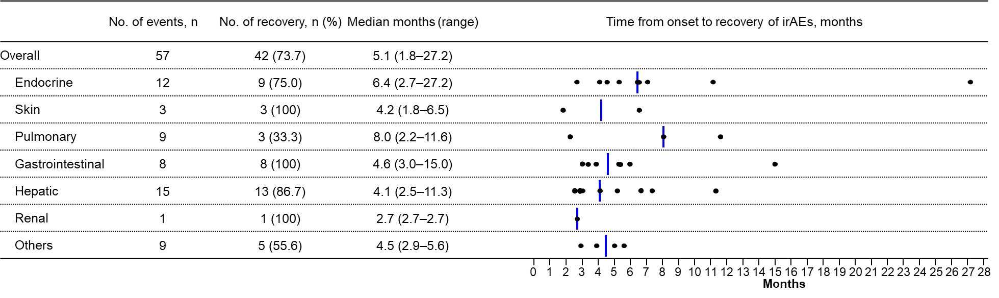 No. of events, n No. of recovery, n (%) Median months (range) Time from onset to recovery of irAEs, months
Overall 57 42 (73.7) 5.1 (1.8–27.2)
Endocrine 12 9 (75.0) 6.4 (2.7–27.2)
Skin 3 3 (100) 4.2 (1.8–6.5)
Pulmonary 9 3 (33.3) 8.0 (2.2–11.6)
Gastrointestinal 8 8 (100) 4.6 (3.0–15.0)
Hepatic 15 13 (86.7) 4.1 (2.5–11.3)
Renal 1 1 (100) 2.7 (2.7–2.7)
Others 9 5 (55.6) 4.5 (2.9–5.6)
0 1 2 3 4 5 6 7 8 9 10 11 12 13 14 15 16 17 18 19 20 21 22 23 24 25 26 27 28
Months